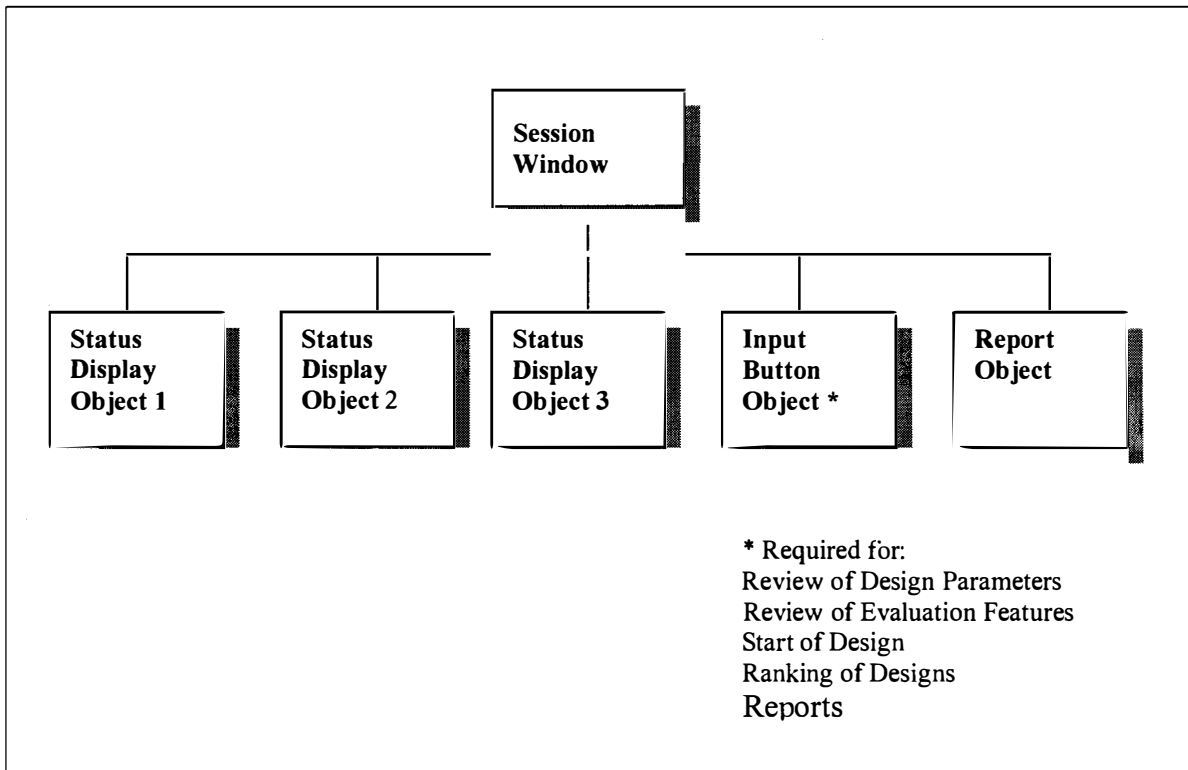 Session
Window
Status
Display
Object 1
Status
Display
Object 2
Status
Display
Object 3
Input
Button
Object *
Report
Object
* Required for:
Review of Design Parameters
Review of Evaluation Features
Start of Design
Ranking of Designs
Reports